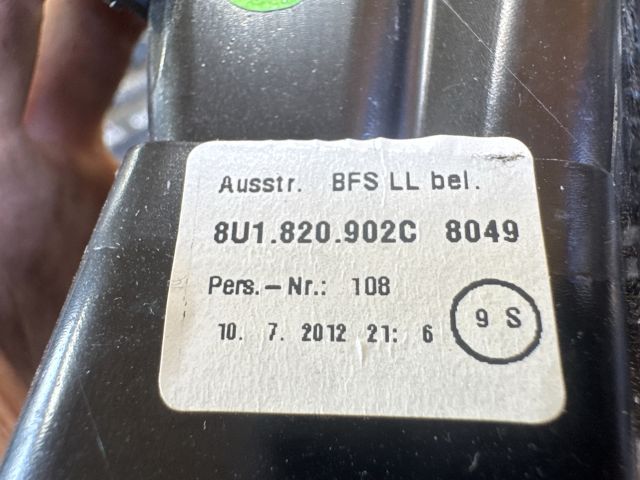 Ausstr. BFS LL bel.
8U1.820.902C 8049
Pers.-Nr.: 108
10. 7. 2012 21: 6
9 S